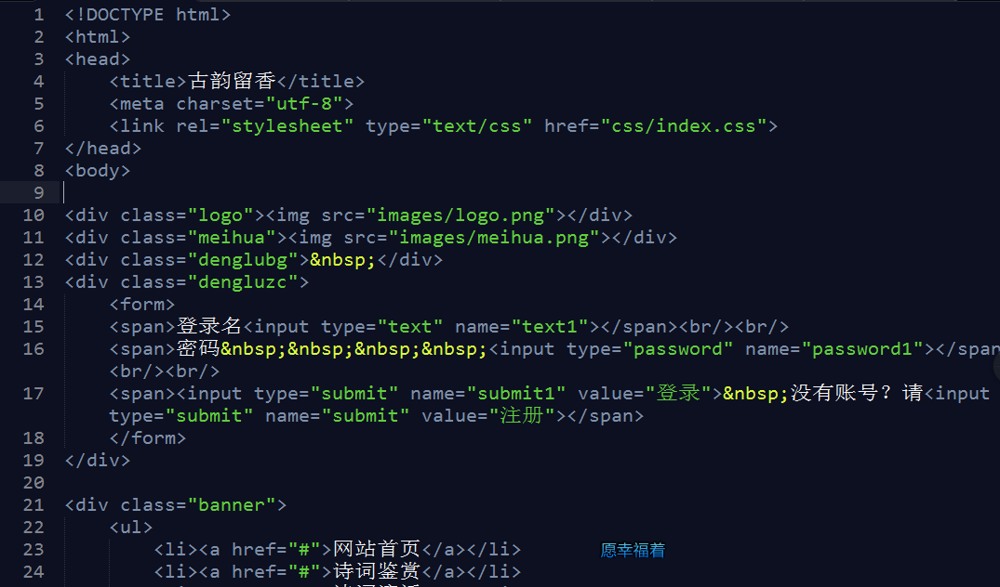 1 <!DOCTYPE html>
2 <html>
3 <head>
4 <title>古韵留香</title>
5 <meta charset="utf-8">
6 <link rel="stylesheet" type="text/css" href="css/index.css">
7 </head>
8 <body>
9
10 <div class="logo"><img src="images/logo.png"></div>
11 <div class="meihua"><img src="images/meihua.png"></div>
12 <div class="denglubg">&nbsp;</div>
13 <div class="dengluzc">
14 <form>
15 <span>登录名<input type="text" name="text1"></span><br/><br/>
16 <span>密码&nbsp;&nbsp;&nbsp;&nbsp;<input type="password" name="password1"></span
<br/><br/>
17 <span><input type="submit" name="submit1" value="登录">&nbsp;没有账号？请<input
type="submit" name="submit" value="注册"></span>
18 </form>
19 </div>
20
21 <div class="banner">
22 <ul>
23 <li><a href="#">网站首页</a></li> 愿幸福着
24 <li><a href="#">诗词鉴赏</a></li>